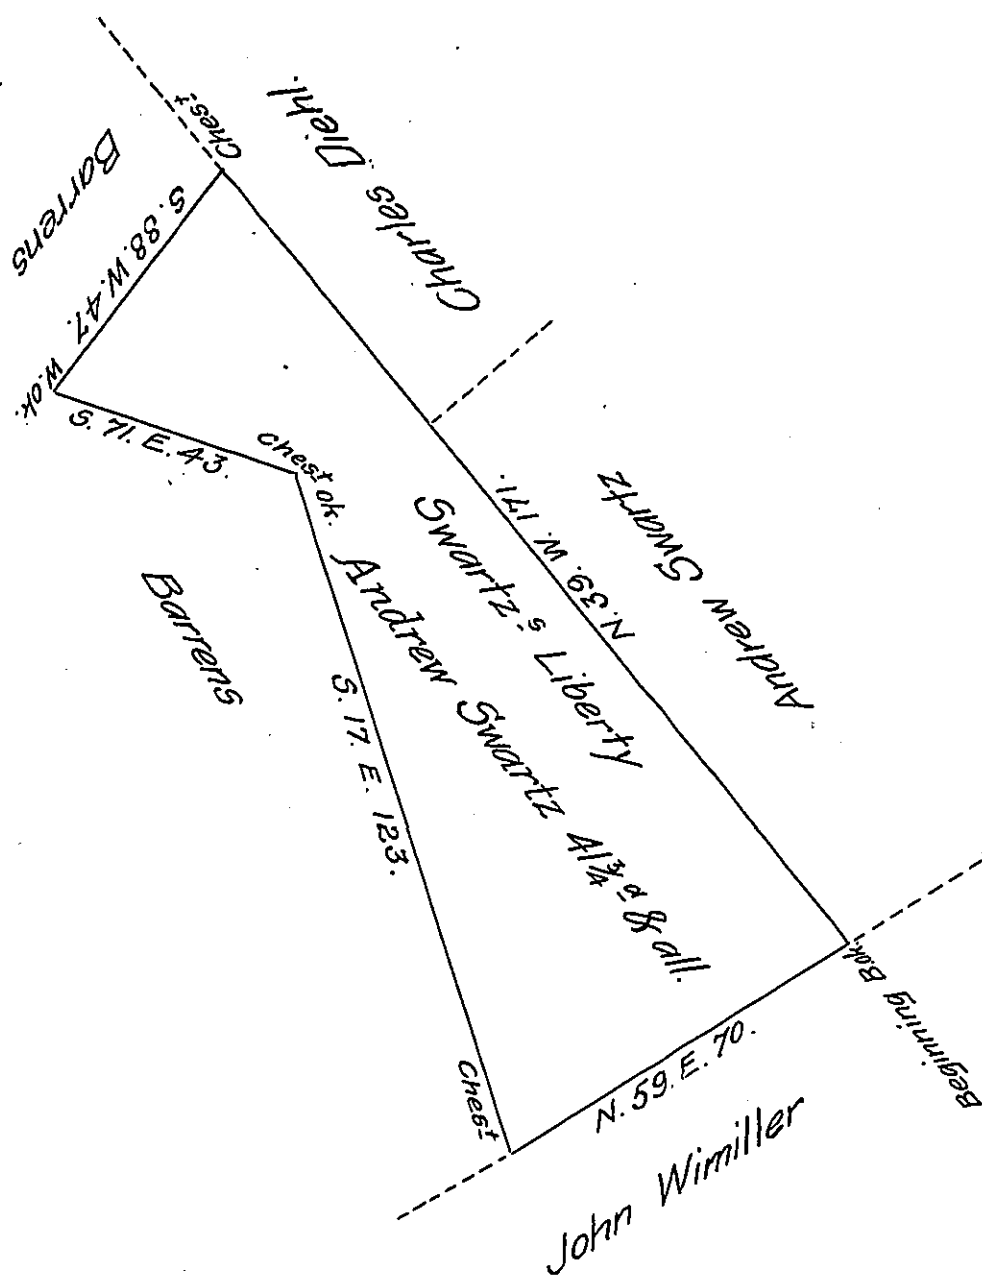 Chest
Charles Diehl.
Barrens
S. 38. W. 47.
W.ok.
S. 71. E. 43.
Chest ok.
N. 39. W. 171.
Andrew Swartz
Swartz's Liberty
Andrew Swartz 41¾ a & all.
Barrens
S. 17. E. 123.
Chest
N. 59. E. 70.
Beginning B.ok.
John Wimiller